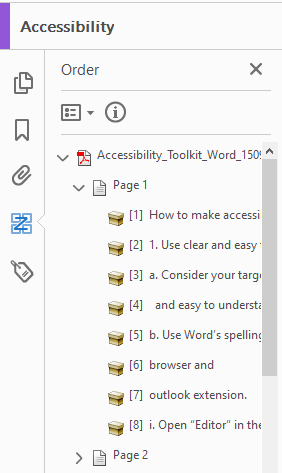 Accessibility
Order
Accessibility_Toolkit_Word_1509
Page 1
[1] How to make accessi
[2] 1. Use clear and easy
[3] a. Consider your targe
[4] and easy to understa
[5] b. Use Word's spelling
[6] browser and
[7] outlook extension.
[8] i. Open “Editor” in the
Page 2